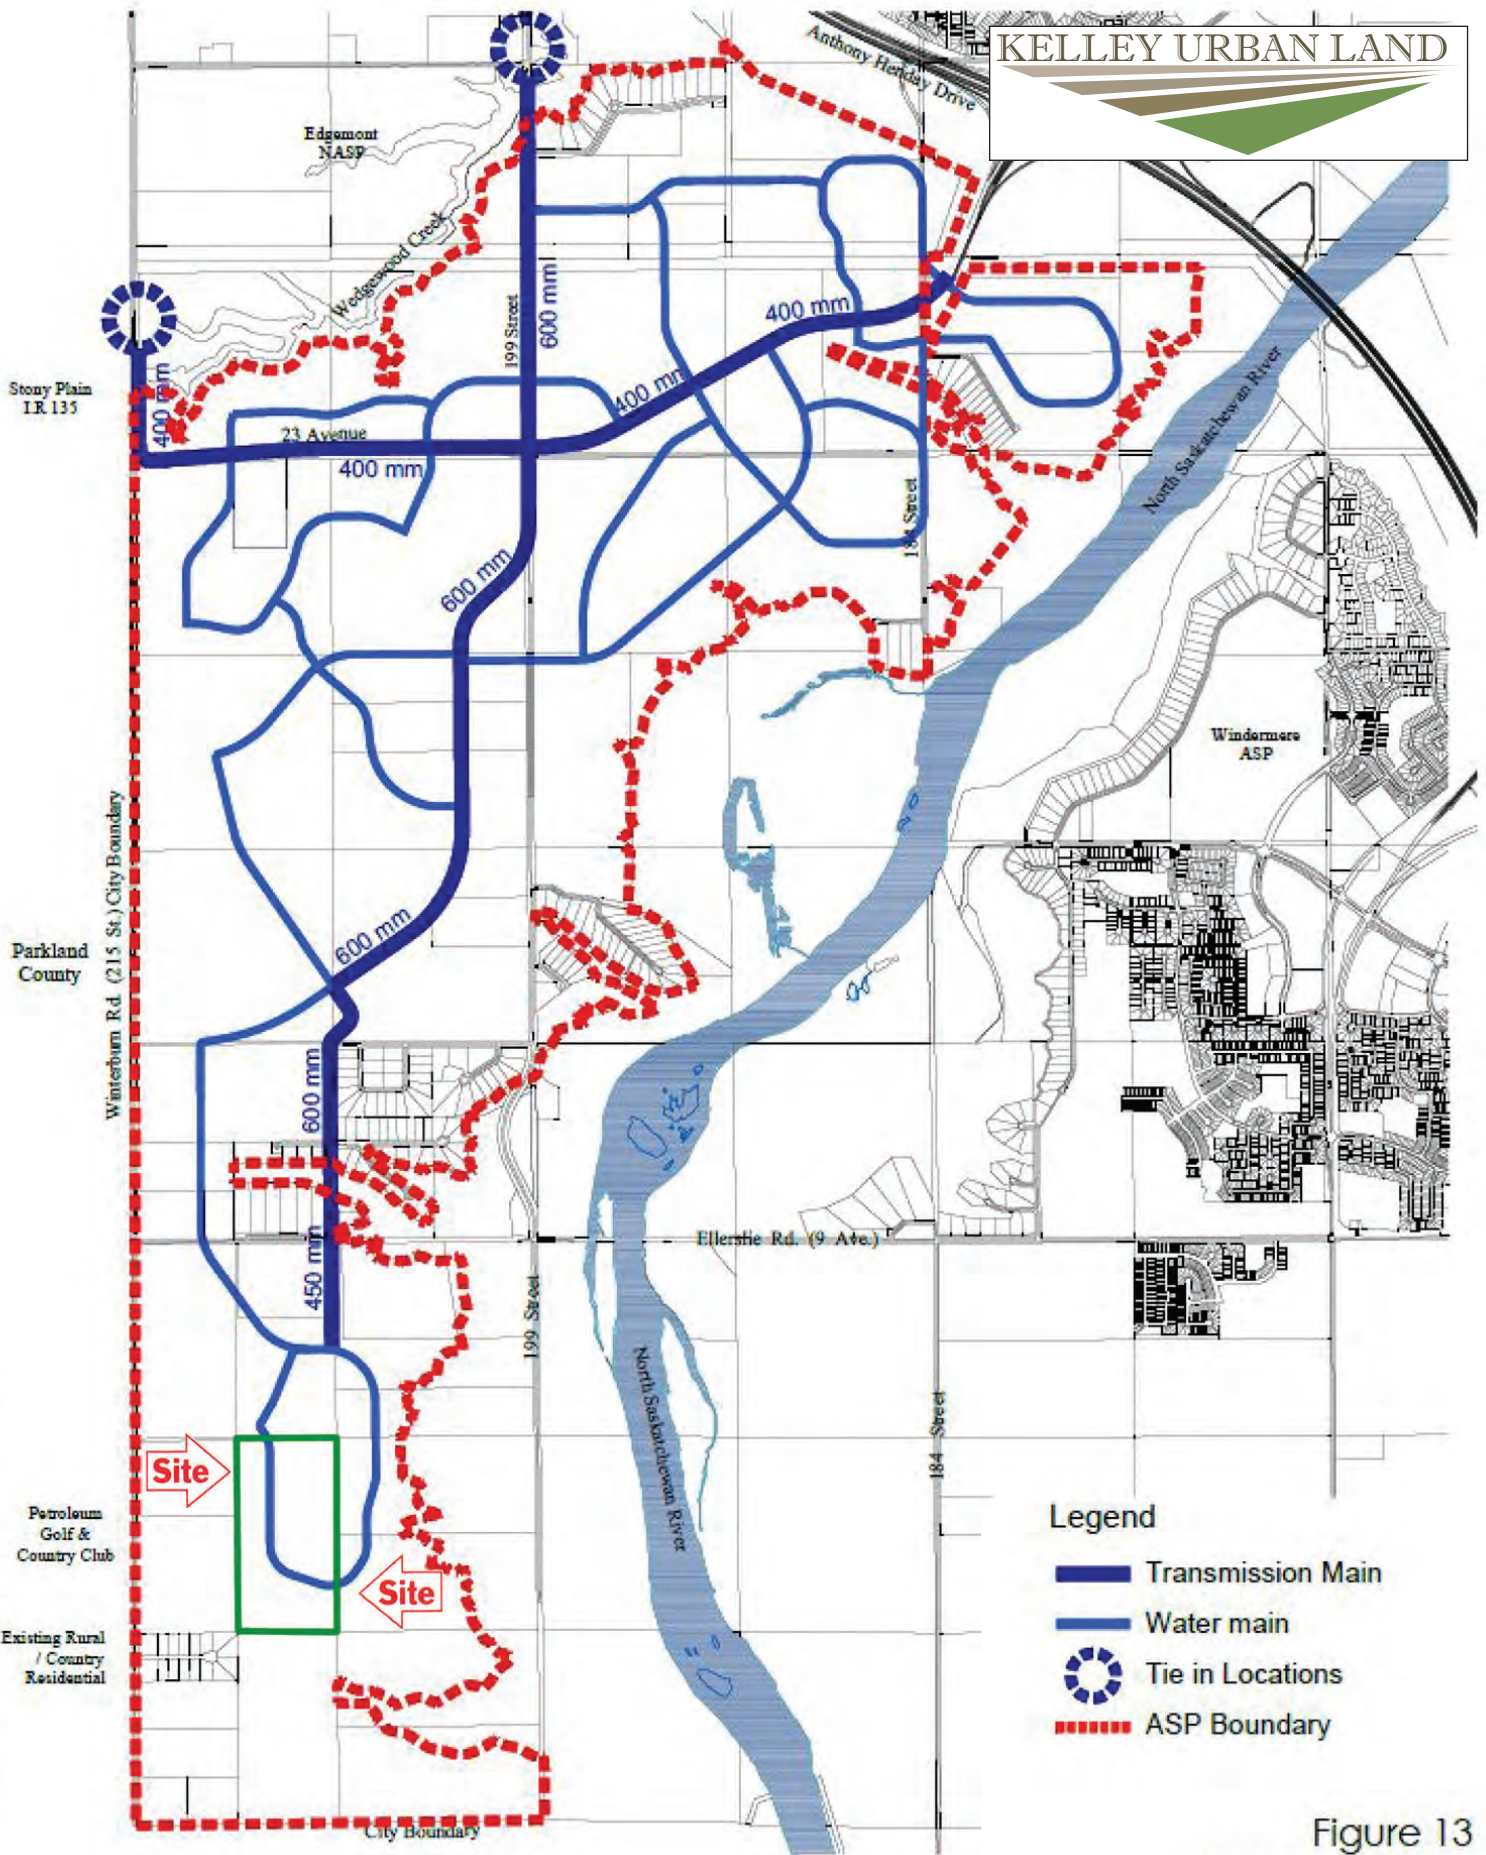 KELLEY URBAN LAND
Anthony Henday Drive
Edgemont
NASP
Wedgewood Creek
199 Street
600 mm
400 mm
Stony Plain
I.R 135
400 mm
400 mm
23 Avenue
400 mm
North Saskatchewan River
184 Street
600 mm
Windermere
ASP
Winterburn Rd. (215 St.) City Boundary
Parkland
County
600 mm
600 mm
450 mm
Ellerslie Rd. (9 Ave.)
199 Street
North Saskatchewan River
184 Street
Site
Petroleum
Golf &
Country Club
Site
Existing Rural
/ Country
Residential
City Boundary
Legend
Transmission Main
Water main
Tie in Locations
ASP Boundary
Figure 13